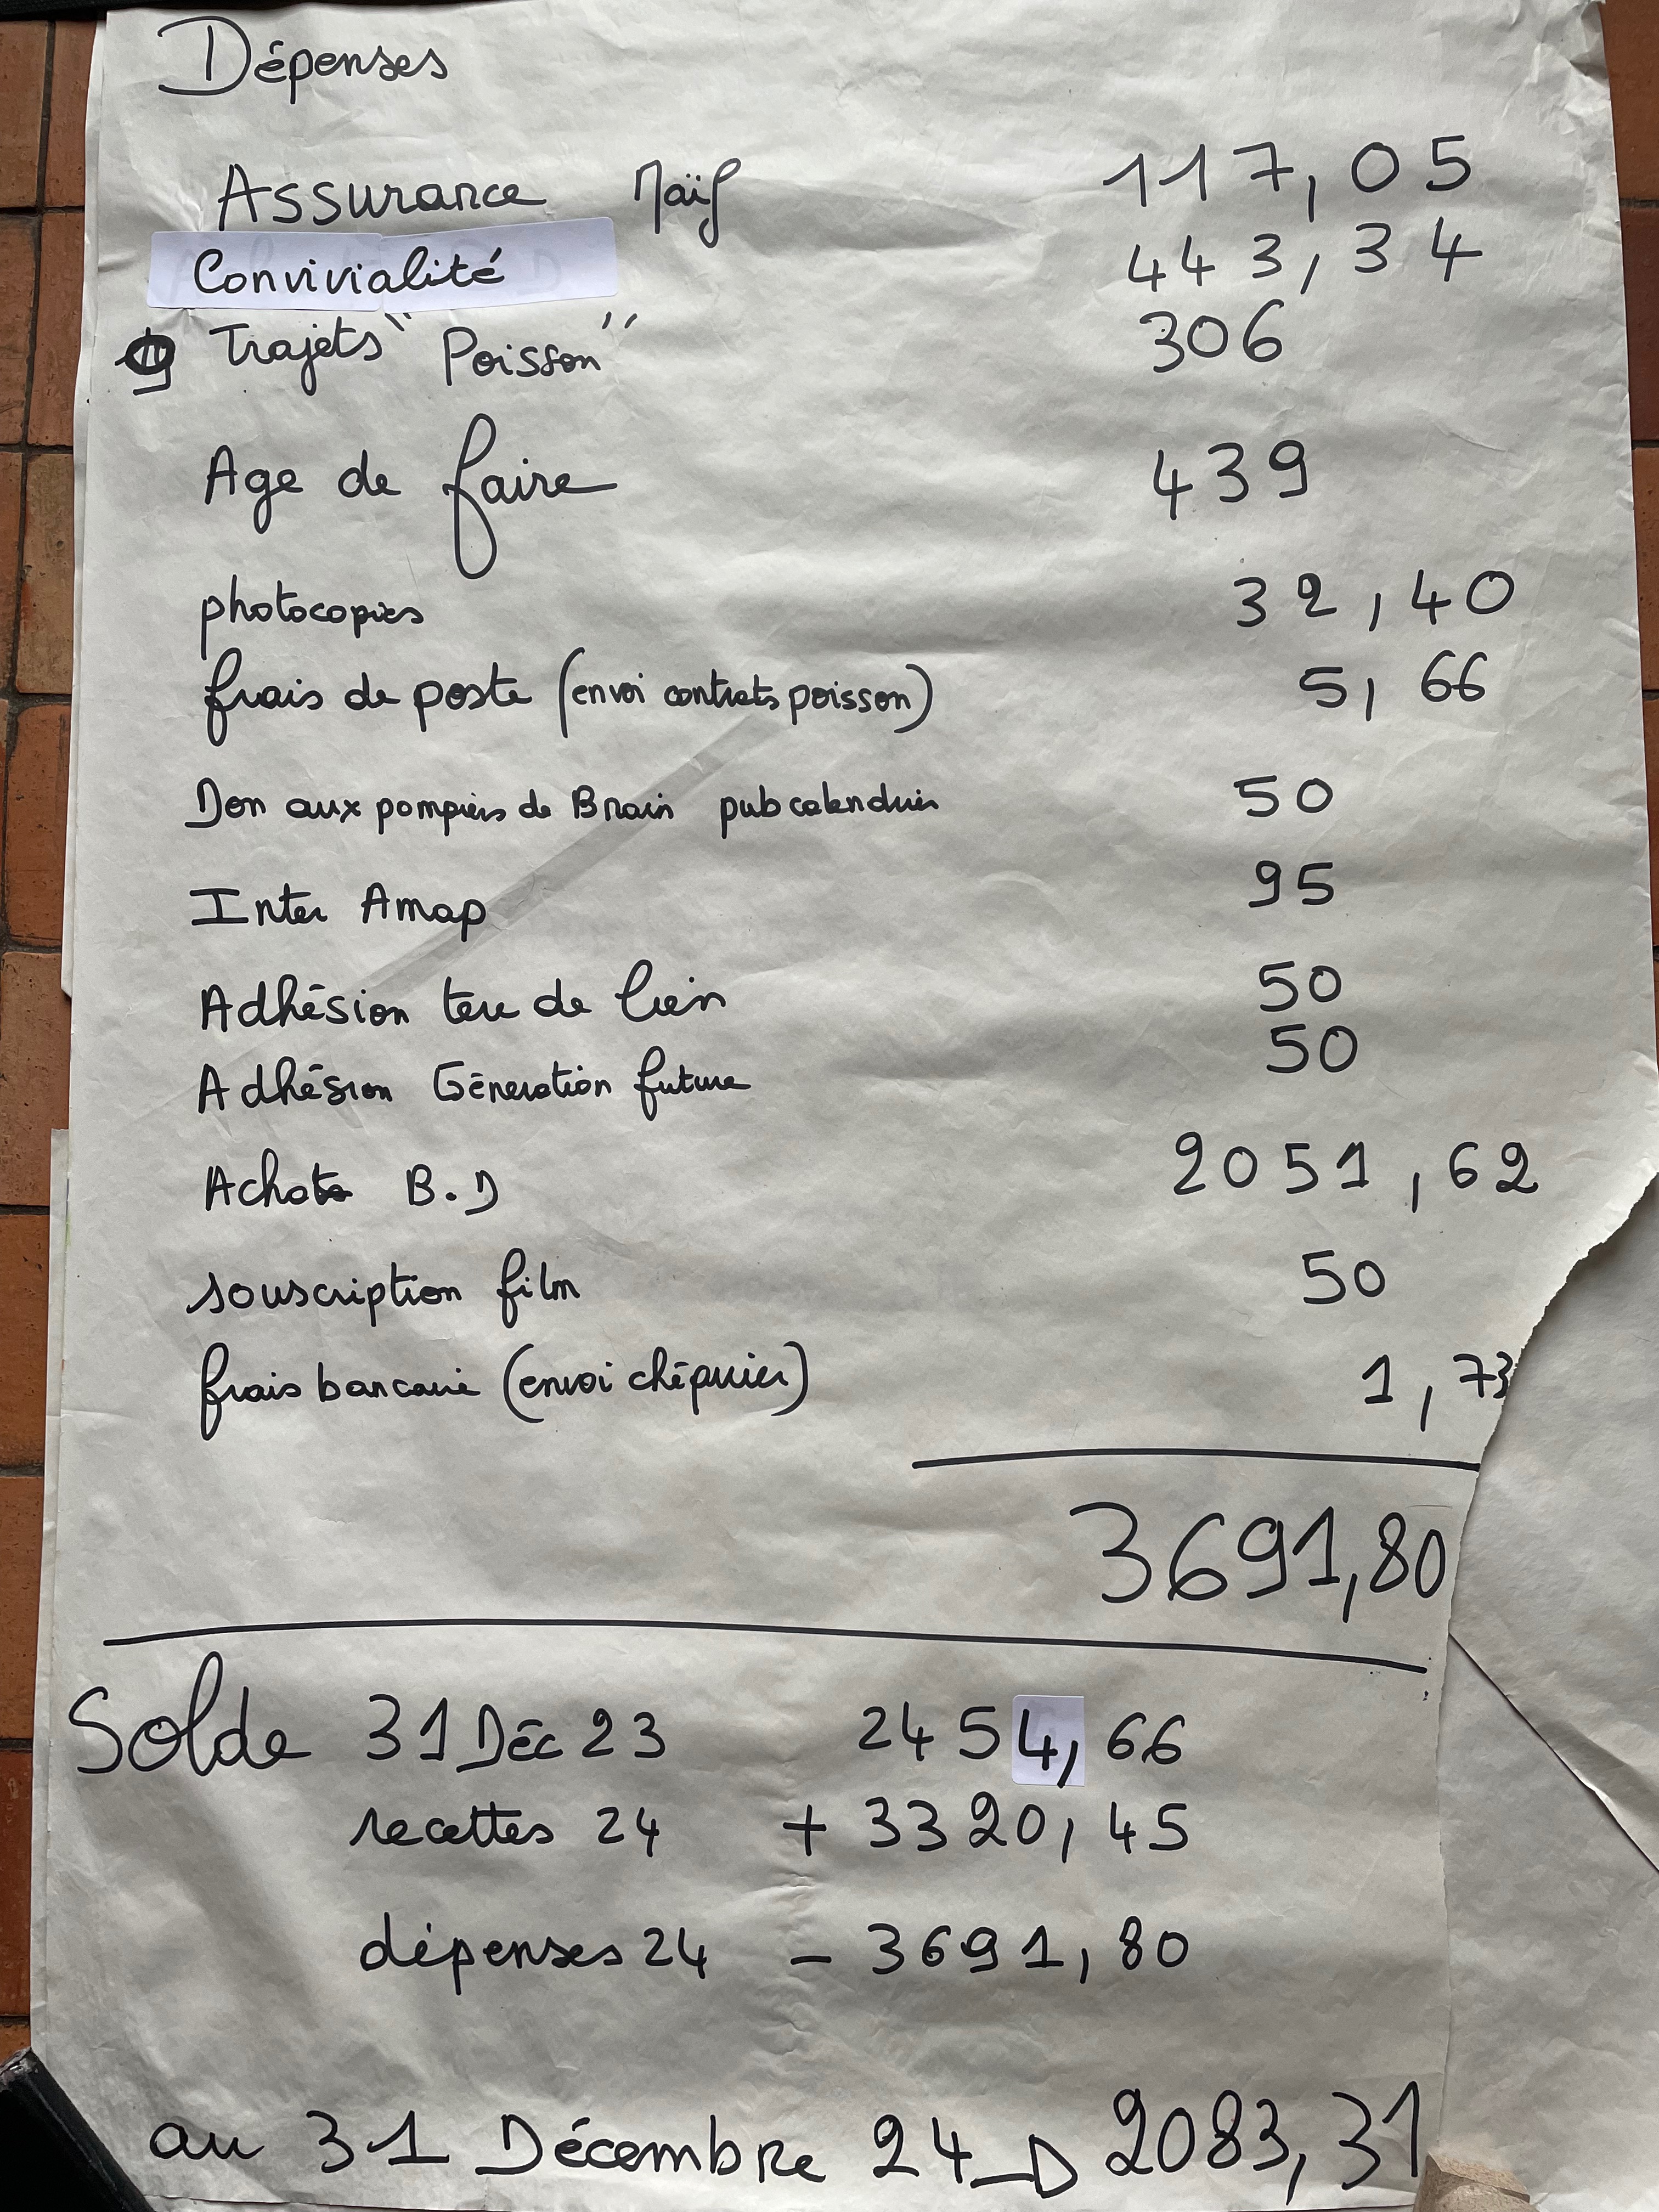 Dépenses
Assurance Maïf 117,05
Convivialité 443,34
9 Trajets "Poisson" 306
Age de faire 439
photocopies 32,40
frais de poste (envoi contrats poisson) 5,66
Don aux pompiers de Brain pub calendrier 50
Inter Amap 95
Adhésion terre de lien 50
Adhésion Génération future 50
Achats B.D 2051,62
souscription film 50
frais bancaire (envoi chéquier) 1,73
3691,80
Solde 31 Déc 23 2454,66
recettes 24 + 3320,45
dépenses 24 - 3691,80
au 31 Décembre 24 → 2083,31